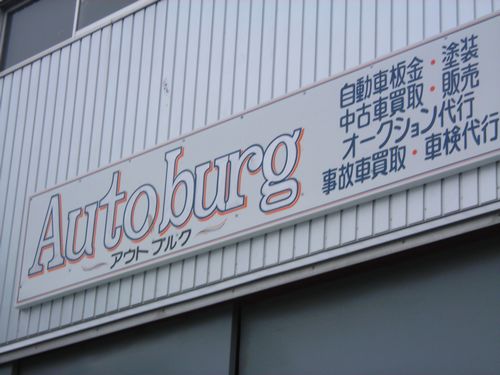 Autoburg
アウトブルク
自動車板金・塗装
中古車買取・販売
オークション代行
事故車買取・車検代行